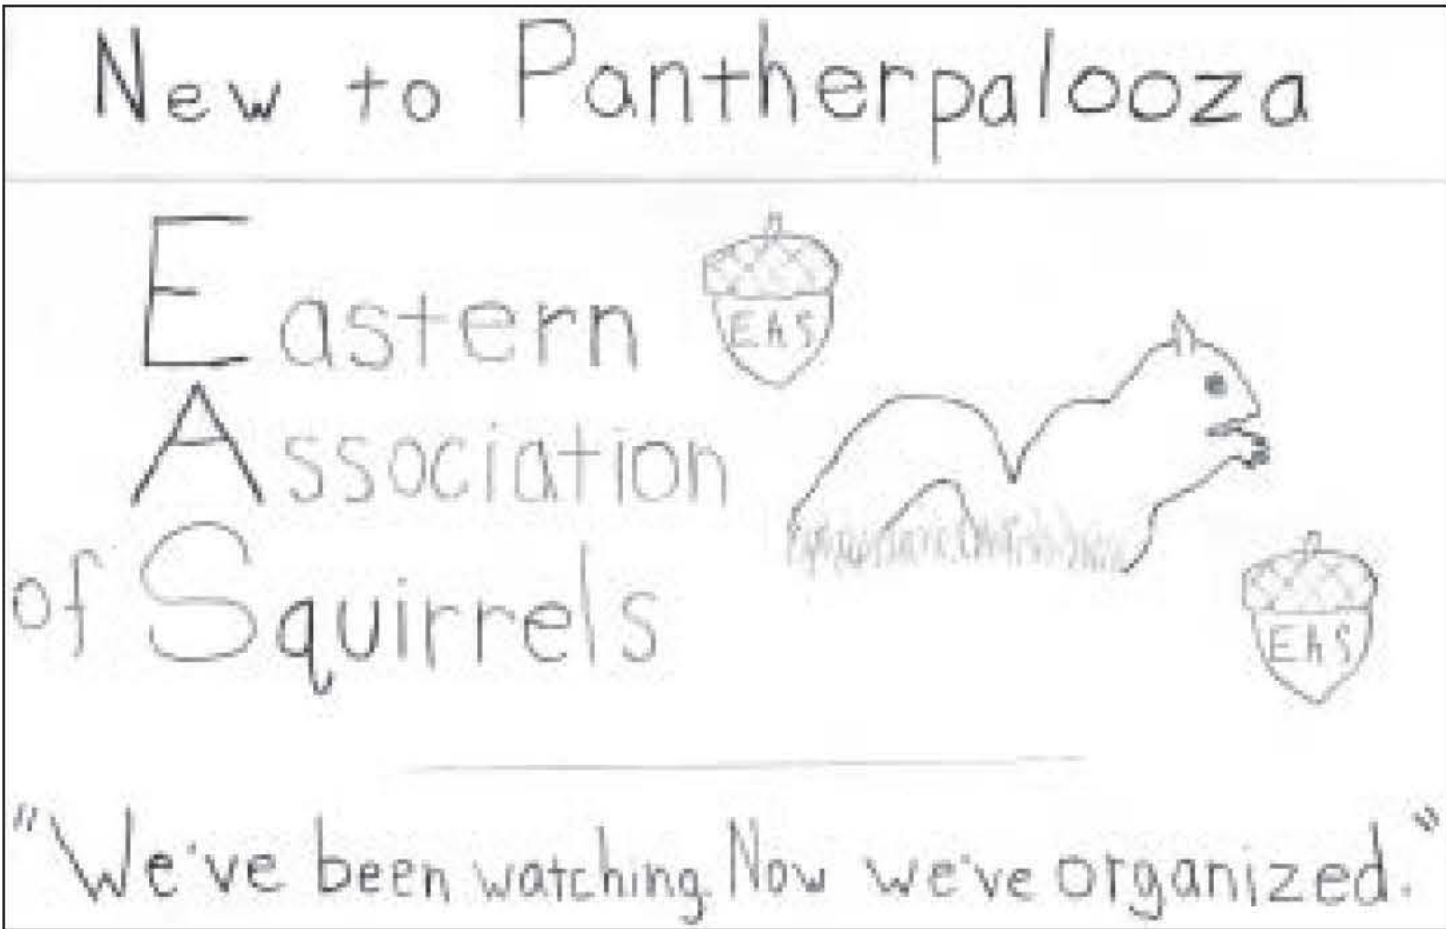 New to Pantherpalooza
Eastern
EAS
Association
of Squirrels
EAS
"We've been watching. Now we've organized."